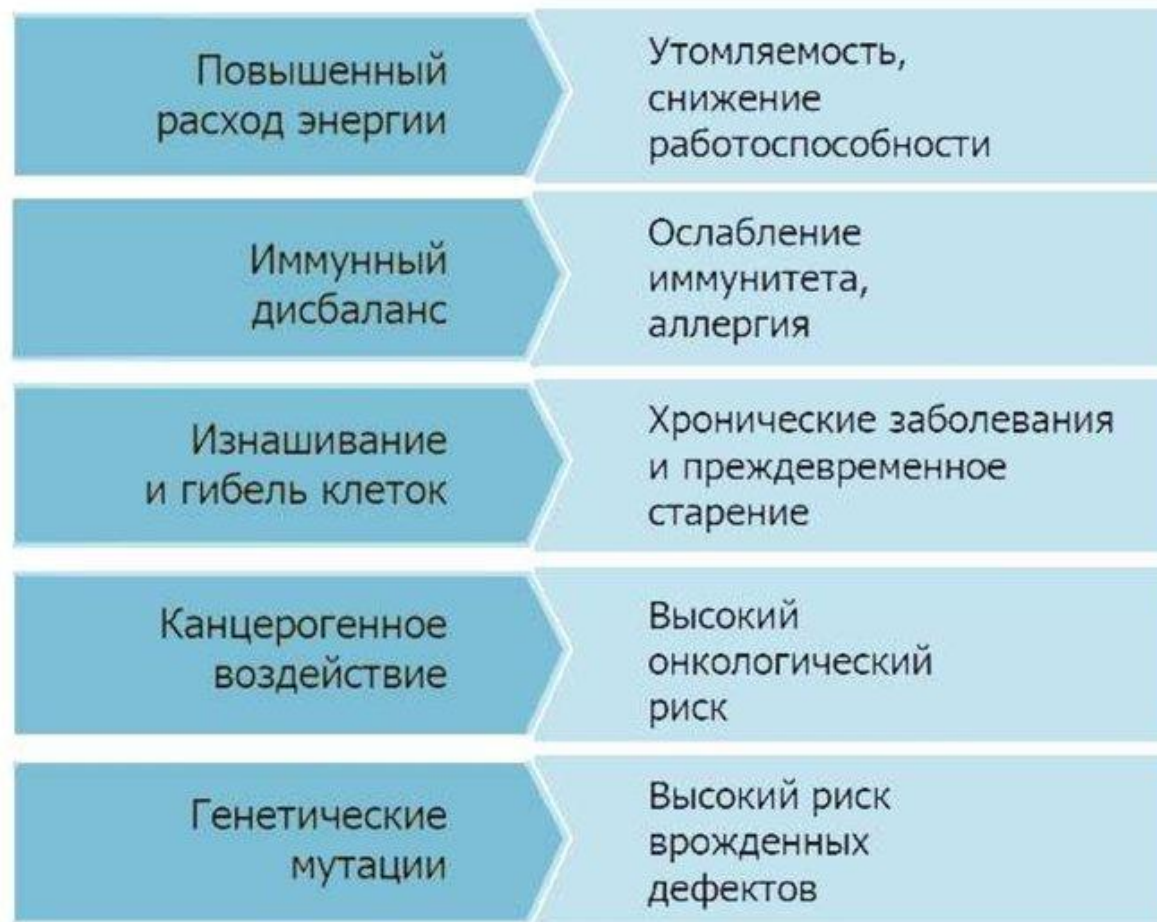 Повышенный
расход энергии
Утомляемость,
снижение
работоспособности
Иммунный
дисбаланс
Ослабление
иммунитета,
аллергия
Изнашивание
и гибель клеток
Хронические заболевания
и преждевременное
старение
Канцерогенное
воздействие
Высокий
онкологический
риск
Генетические
мутации
Высокий риск
врожденных
дефектов